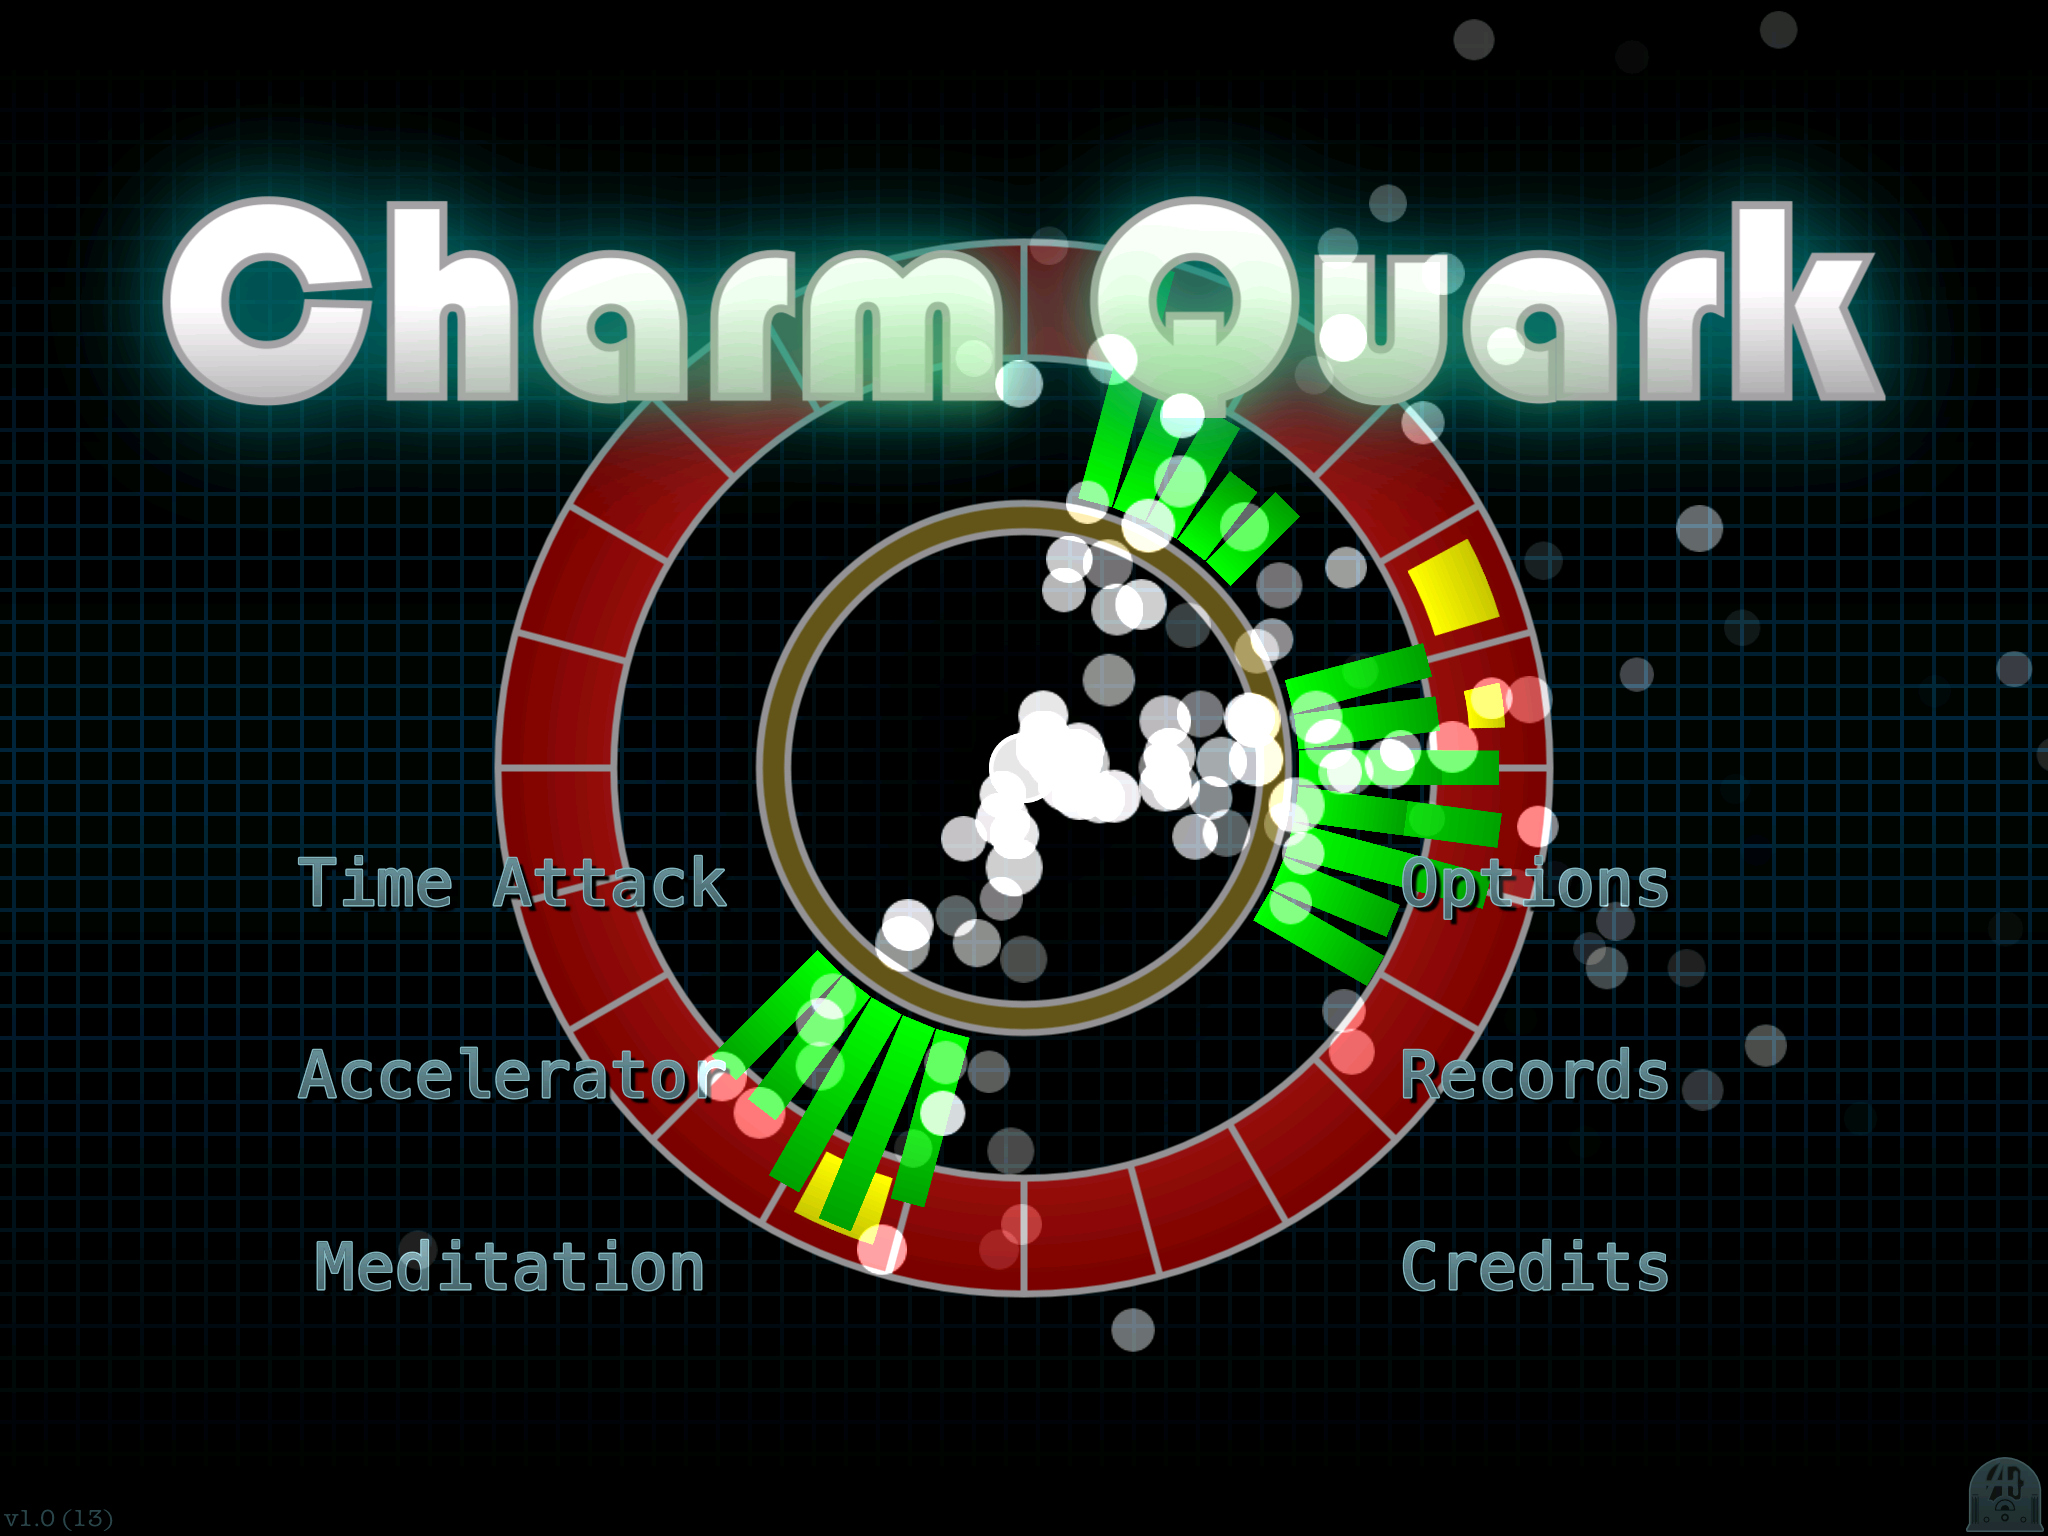 Charm Quark
Time Attack
Options
Accelerator
Records
Meditation
Credits
v1.0 (13)